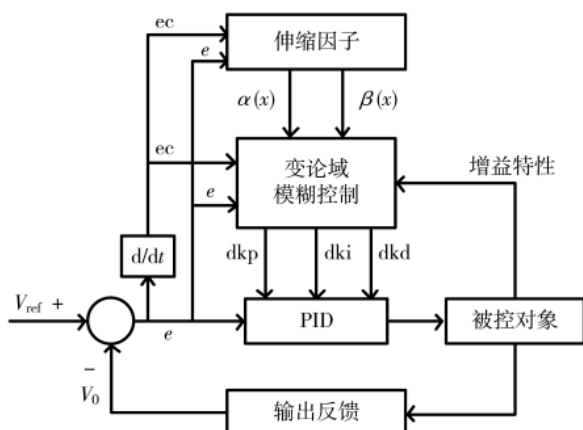 ec
伸缩因子
e
α(x)
β(x)
ec
变论域
模糊控制
增益特性
e
d/dt
dkp
dki
dkd
Vref +
e
PID
被控对象
−
V0
输出反馈